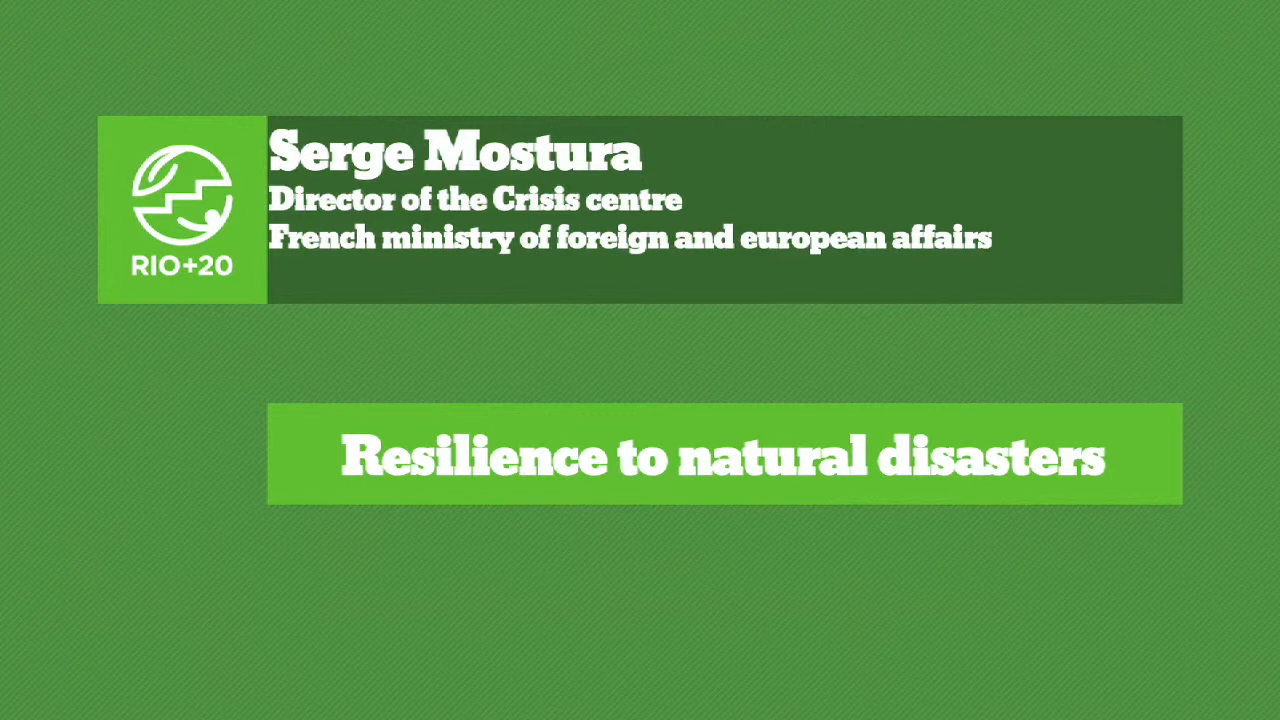 Serge Mostura
Director of the Crisis centre
French ministry of foreign and european affairs
RIO+20
Resilience to natural disasters